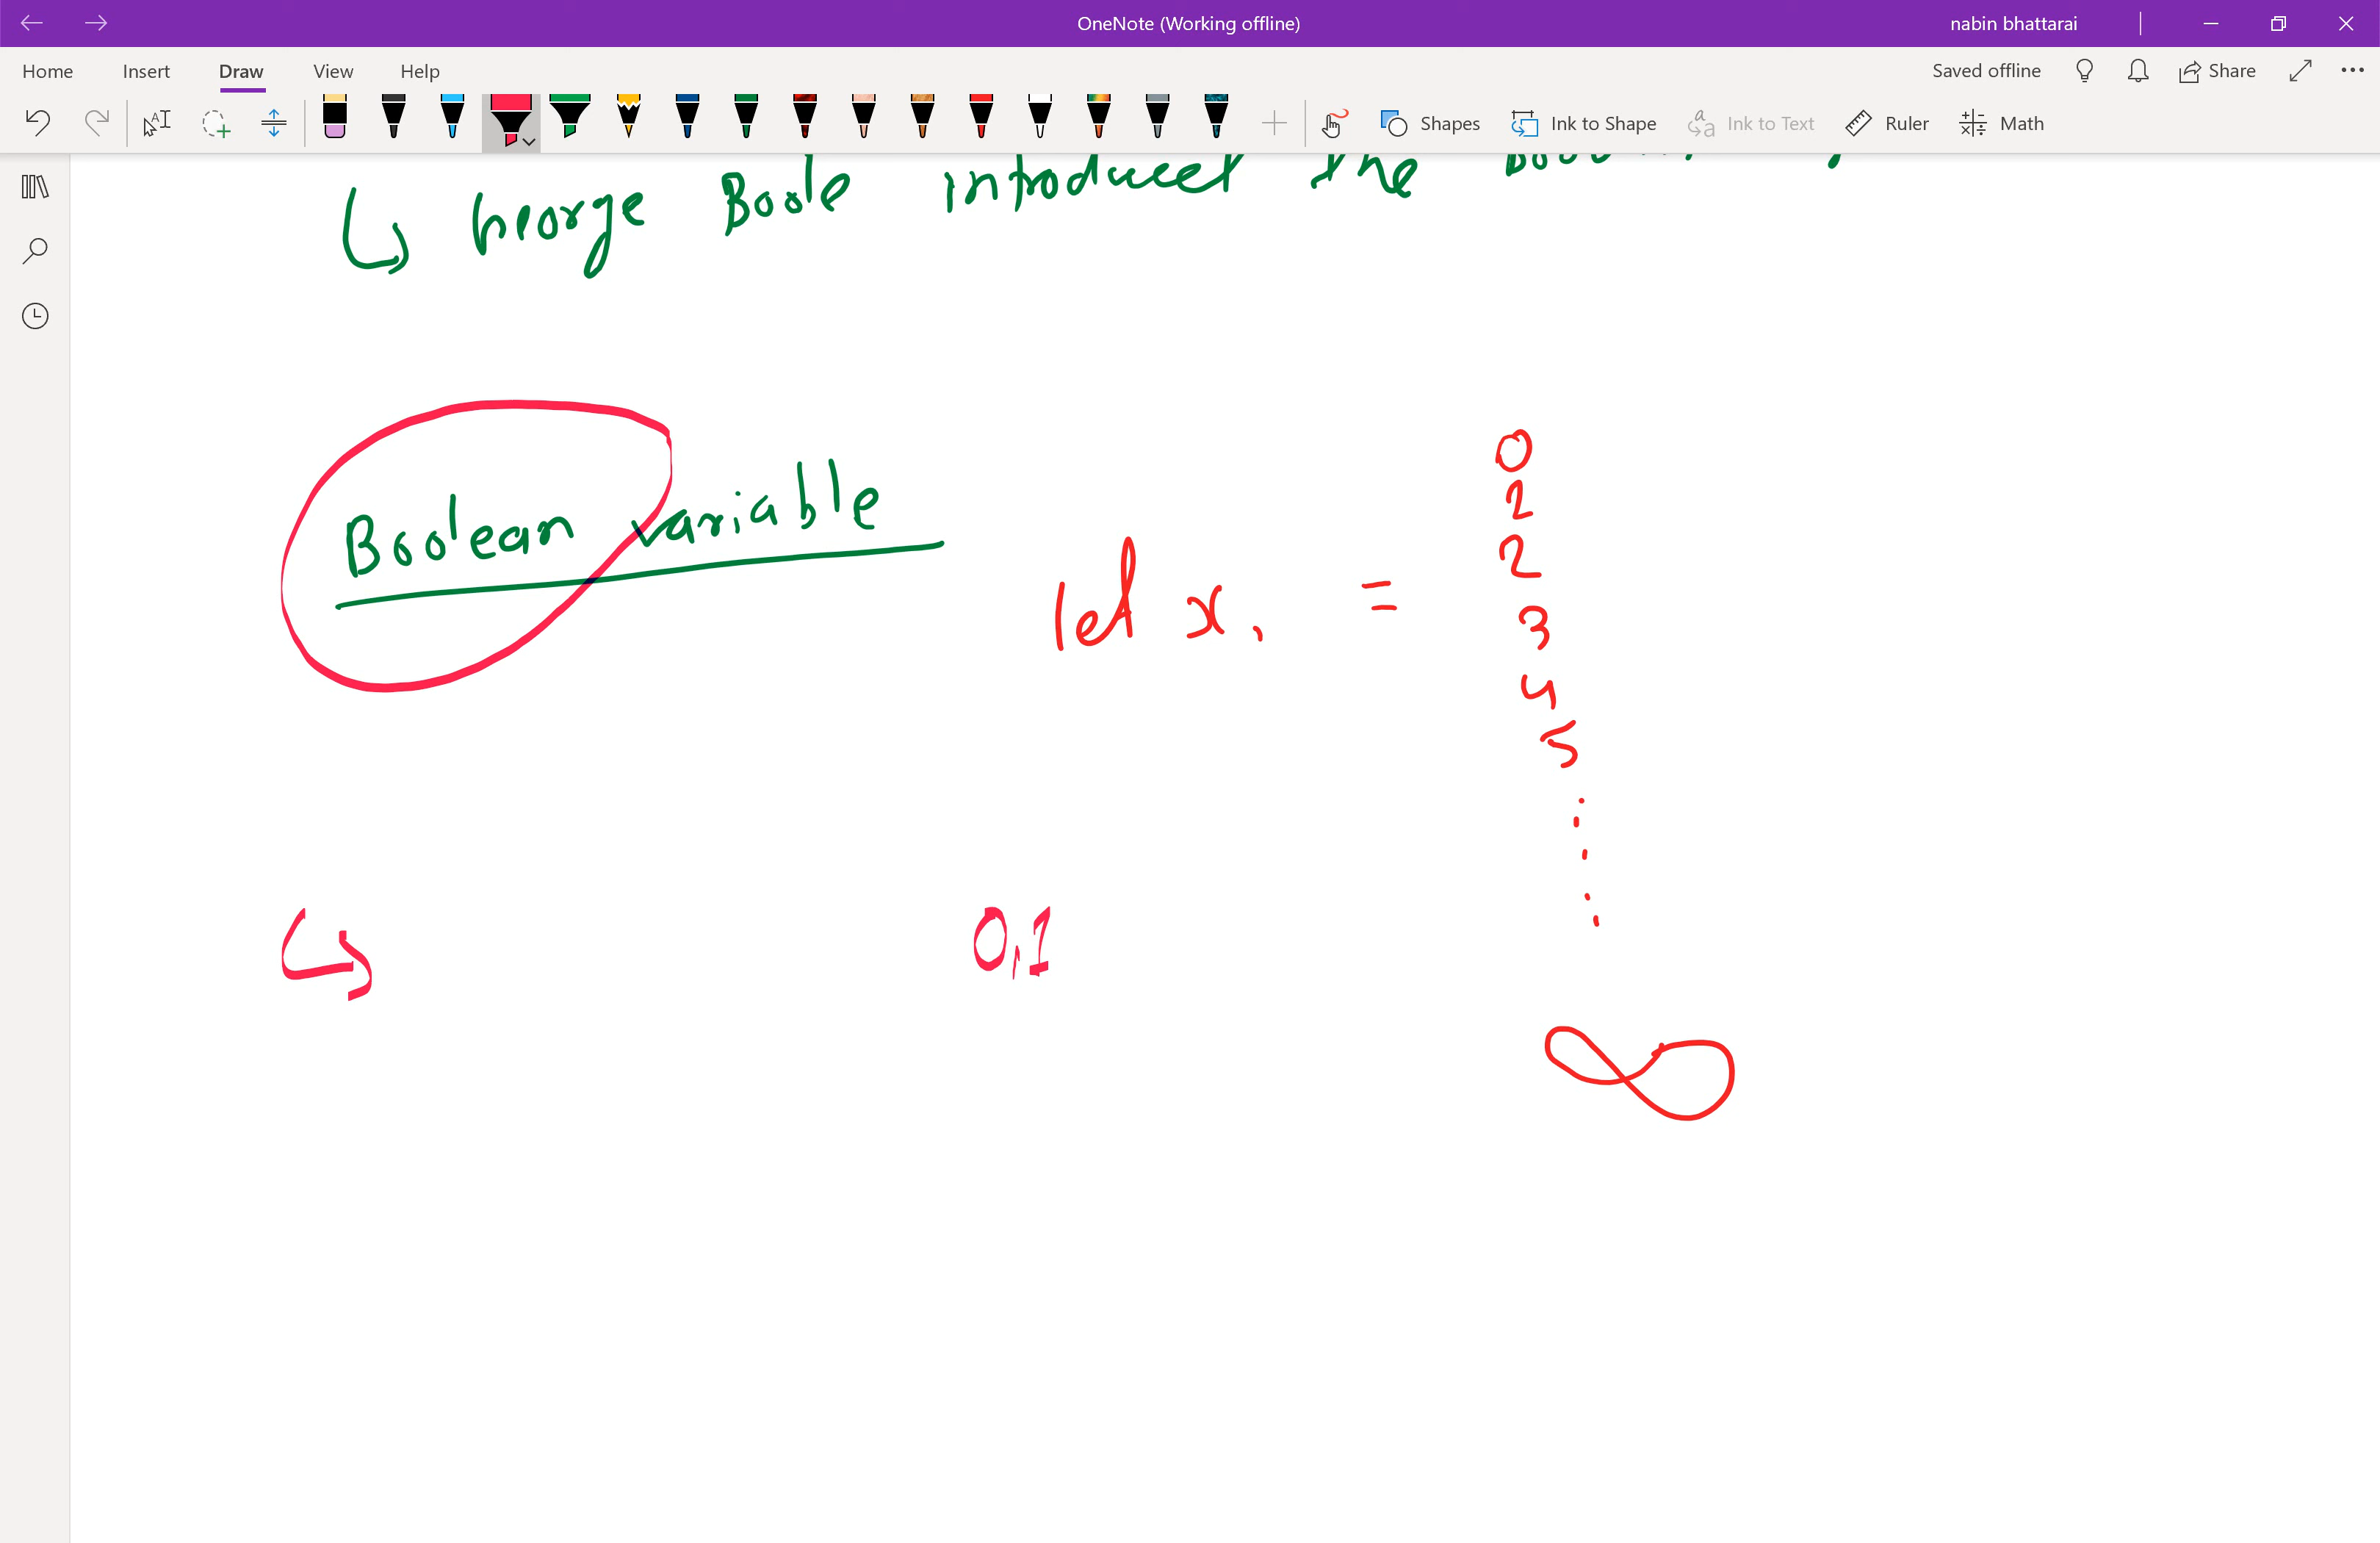 OneNote (Working offline)
nabin bhattarai
Home Insert Draw View Help
Saved offline
Share
Shapes Ink to Shape Ink to Text Ruler Math
↳ George Boole introduced the
Boolean variable
let x, =
0
2
2
3
4
5
.
.
.
.
.
∞
↳ 0,1